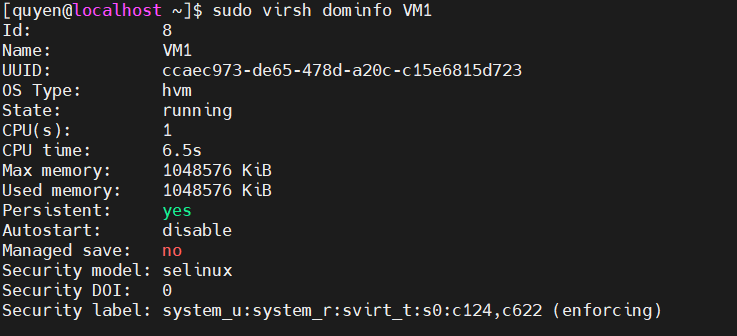 [quyen@localhost ~]$ sudo virsh dominfo VM1
Id:             8
Name:           VM1
UUID:           ccaec973-de65-478d-a20c-c15e6815d723
OS Type:        hvm
State:          running
CPU(s):         1
CPU time:       6.5s
Max memory:     1048576 KiB
Used memory:    1048576 KiB
Persistent:     yes
Autostart:      disable
Managed save:   no
Security model: selinux
Security DOI:   0
Security label: system_u:system_r:svirt_t:s0:c124,c622 (enforcing)